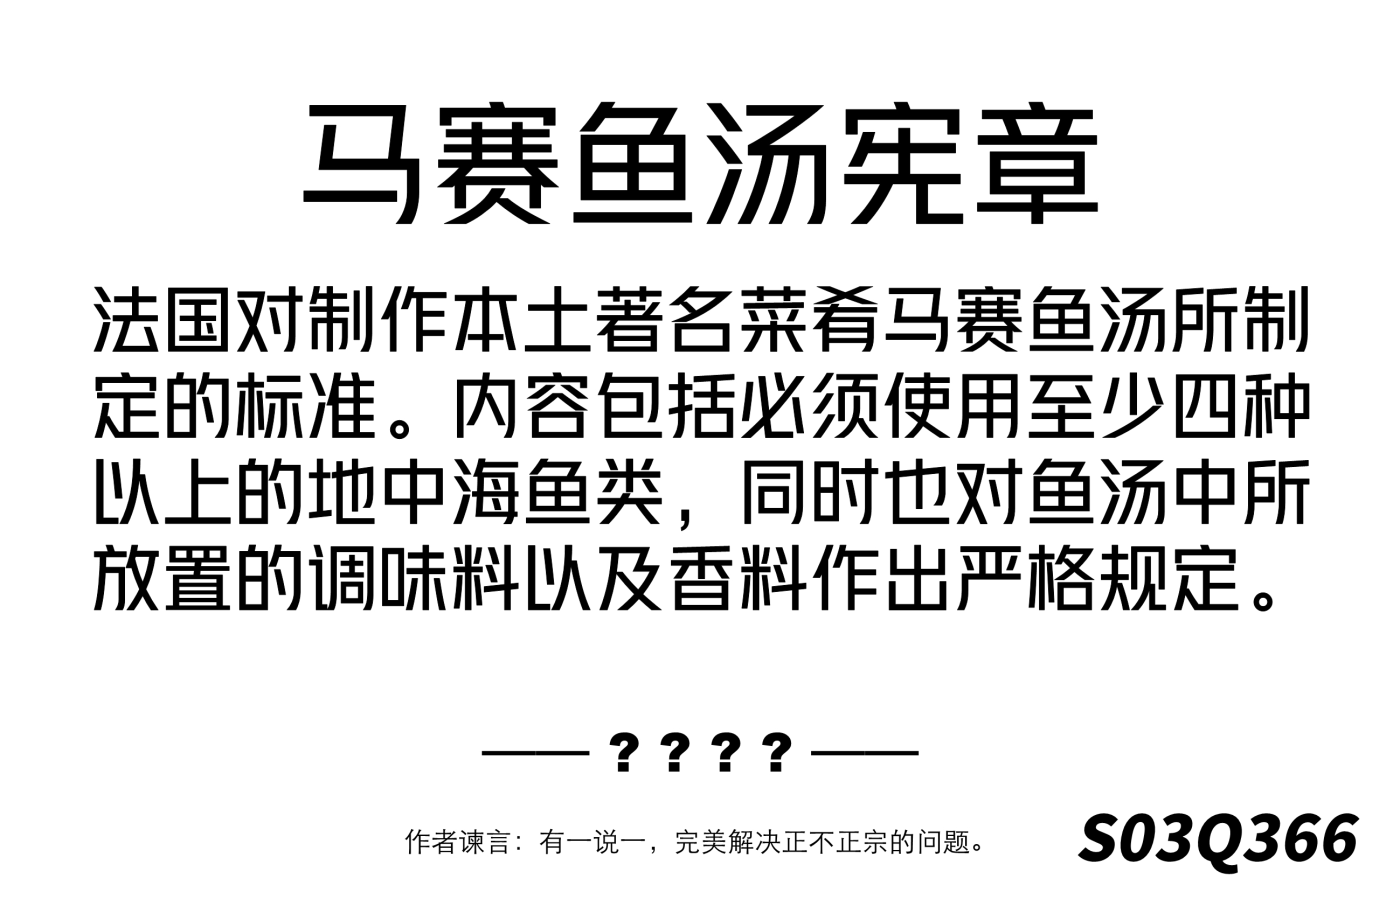 马赛鱼汤宪章
法国对制作本土著名菜肴马赛鱼汤所制
定的标准。内容包括必须使用至少四种
以上的地中海鱼类，同时也对鱼汤中所
放置的调味料以及香料作出严格规定。
——????——
作者谏言：有一说一，完美解决正不正宗的问题。
S03Q366